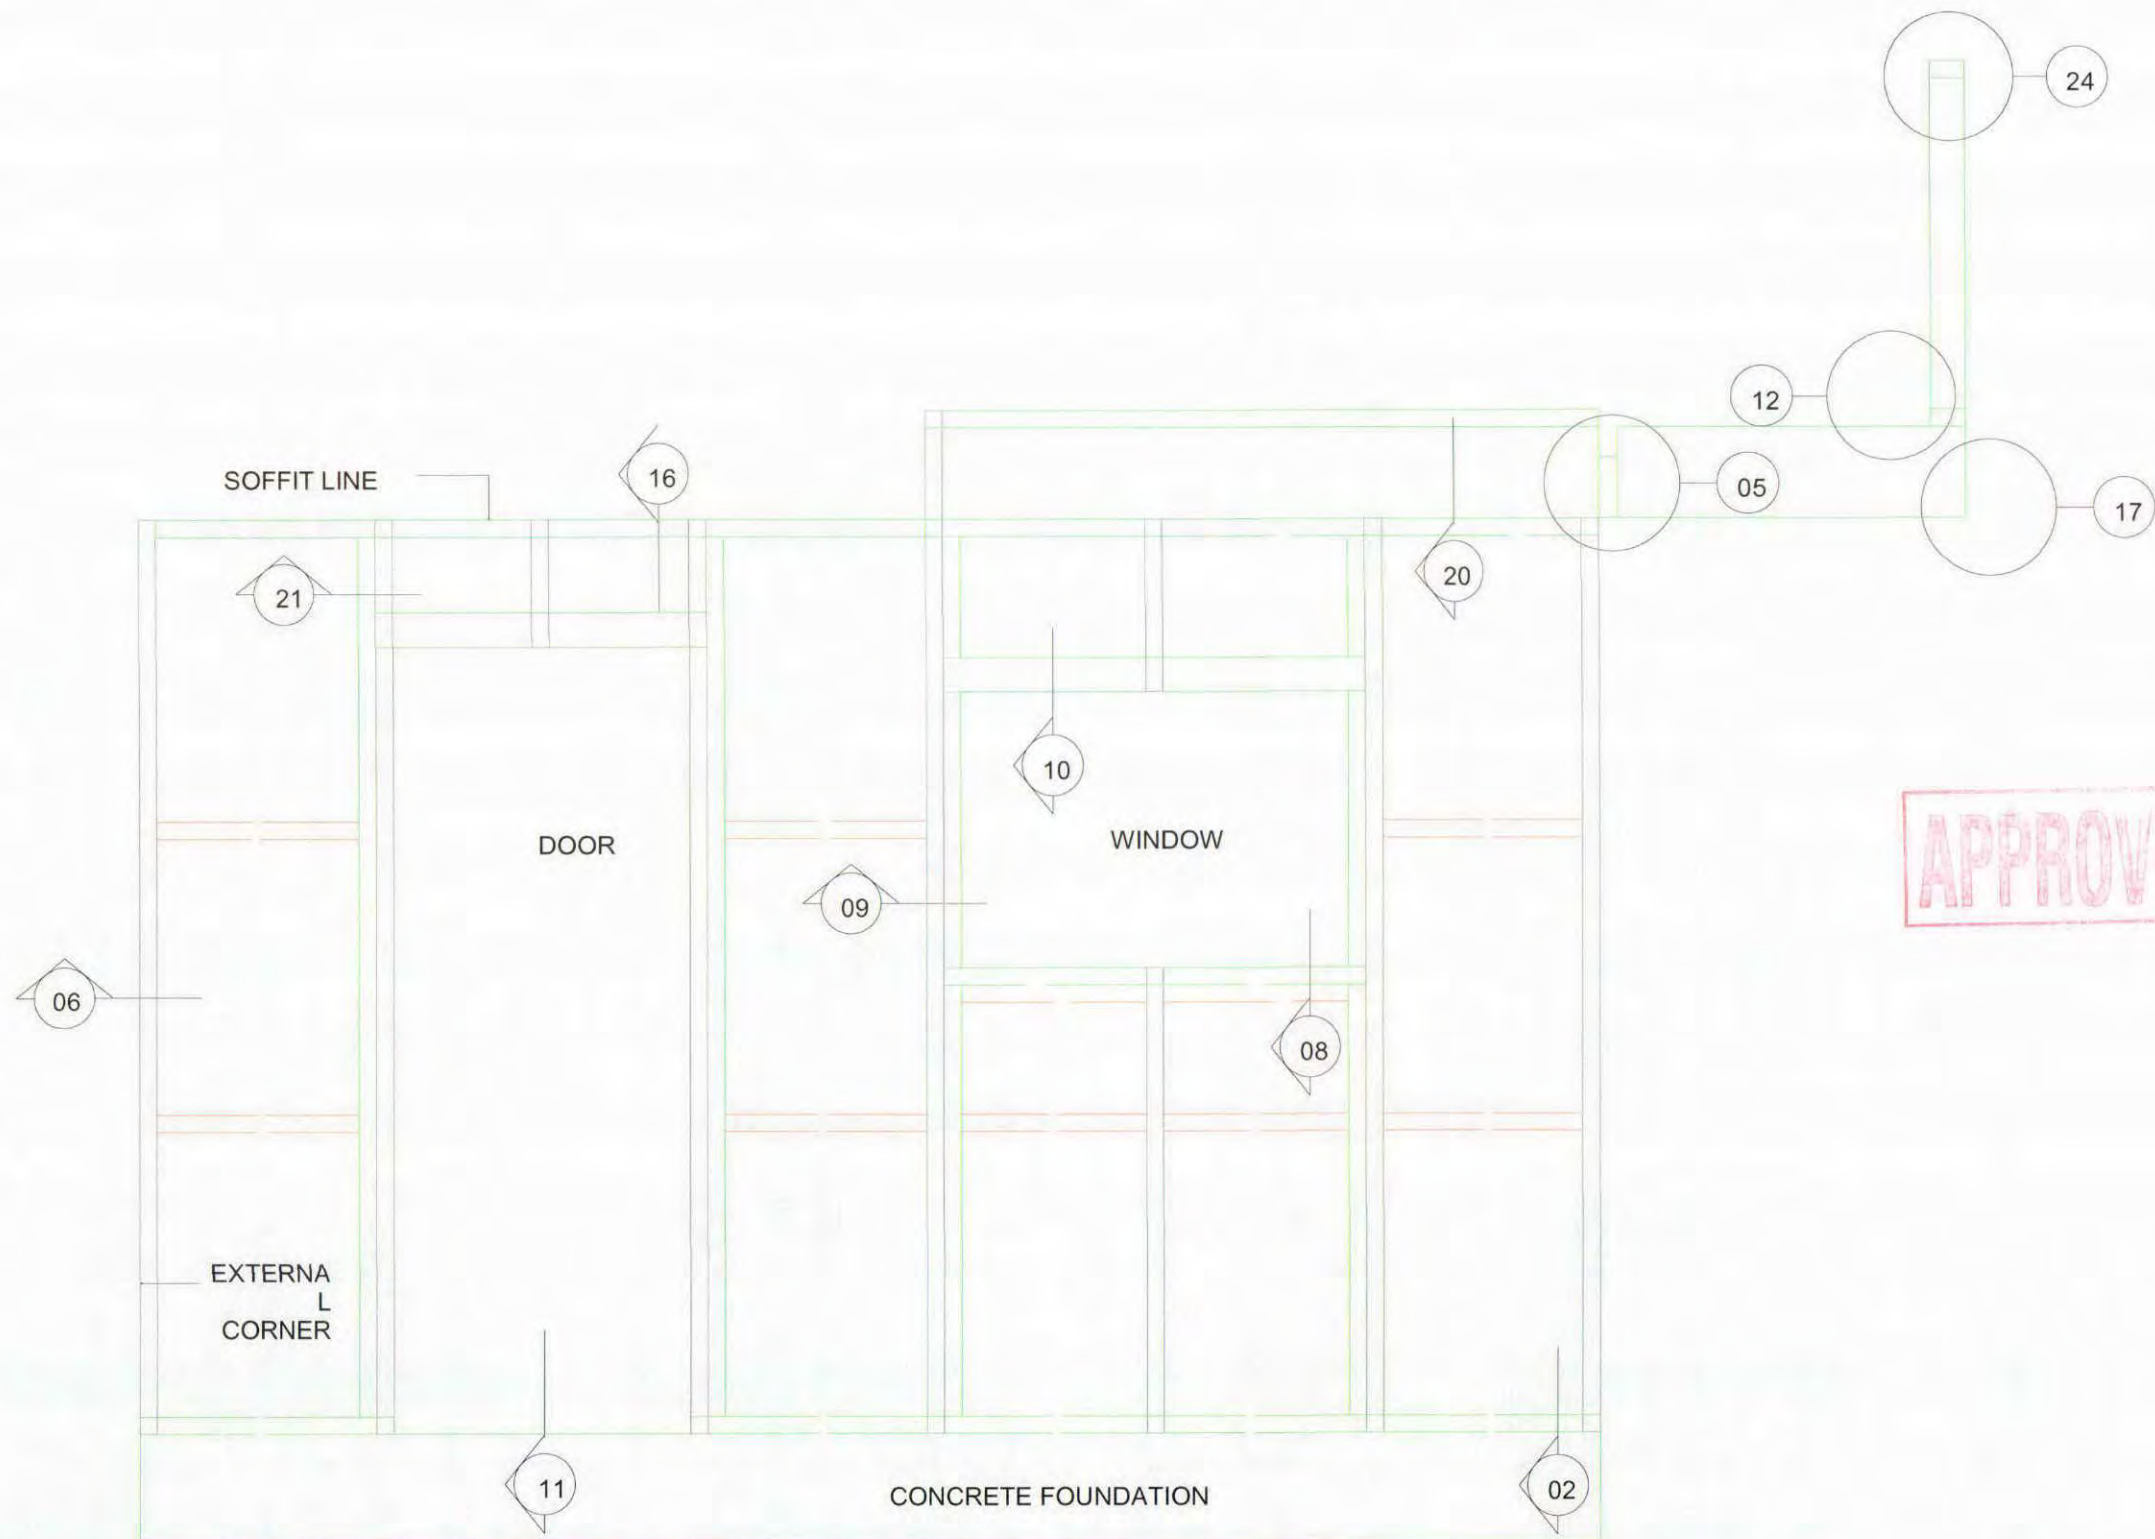 24
12
SOFFIT LINE
16
05
17
21
20
10
DOOR
WINDOW
APPROV
09
06
08
EXTERNA
L
CORNER
11
CONCRETE FOUNDATION
02